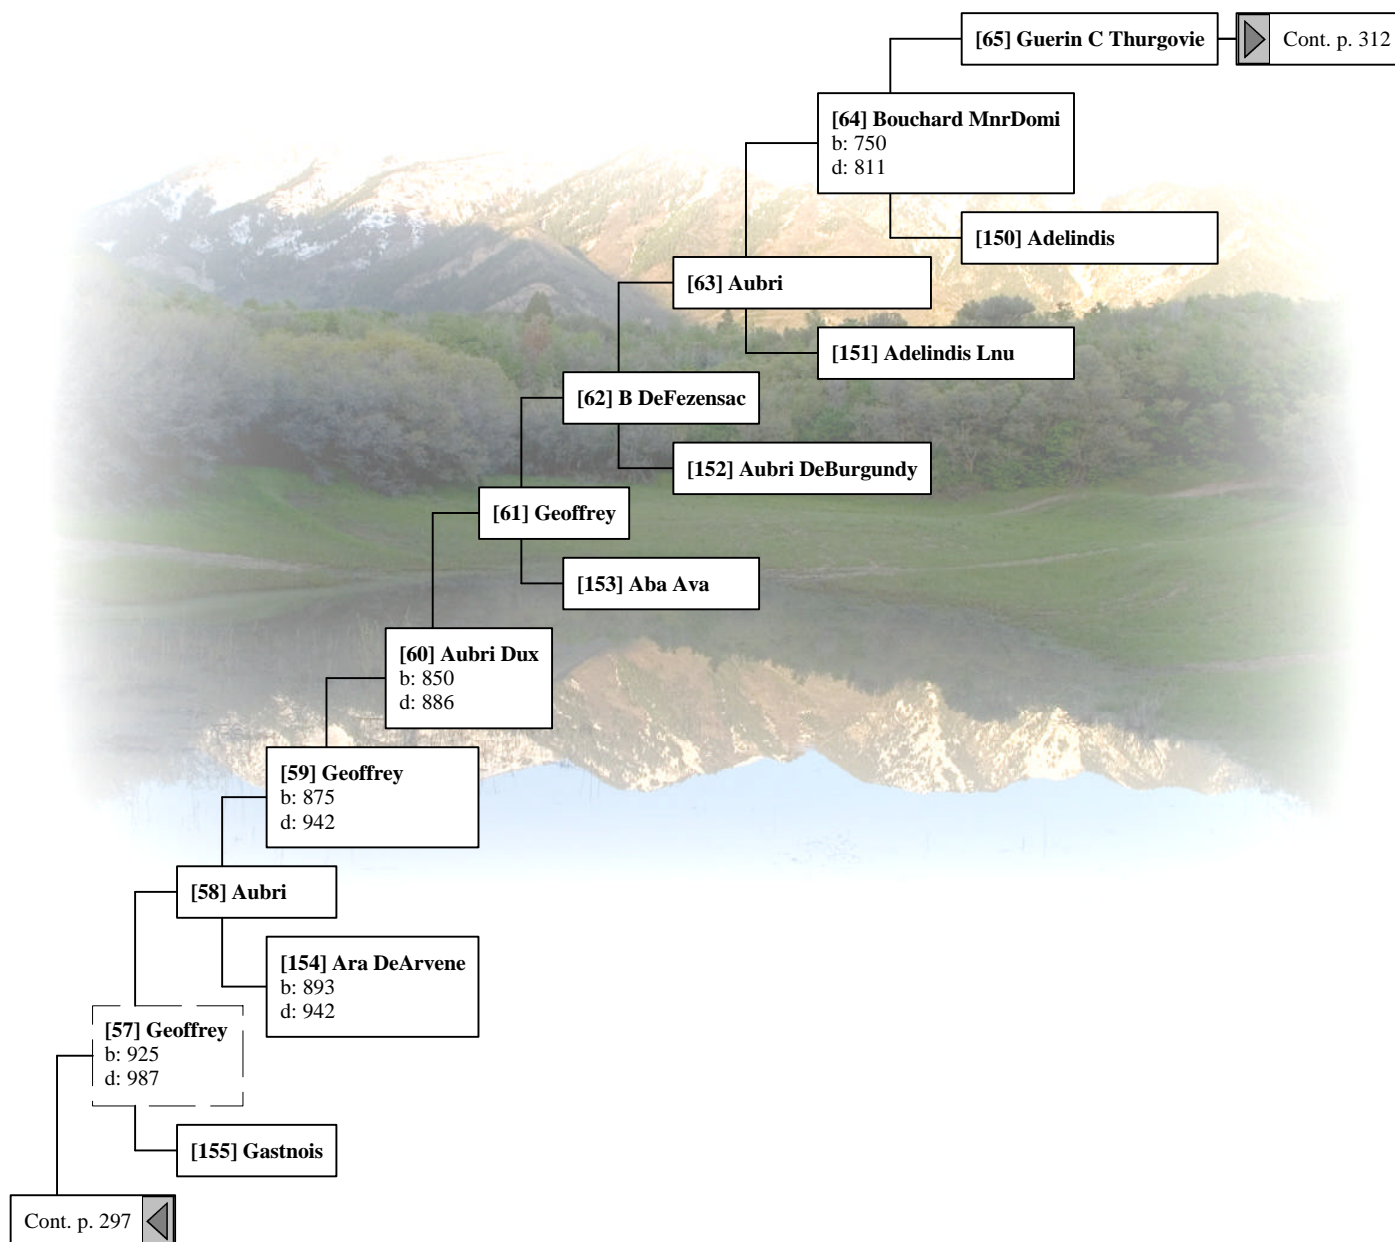 [65] Guerin C Thurgovie
Cont. p. 312
[64] Bouchard MnrDomi
b: 750
d: 811
[150] Adelindis
[63] Aubri
[151] Adelindis Lnu
[62] B DeFezensac
[152] Aubri DeBurgundy
[61] Geoffrey
[153] Aba Ava
[60] Aubri Dux
b: 850
d: 886
[59] Geoffrey
b: 875
d: 942
[58] Aubri
[154] Ara DeArvene
b: 893
d: 942
[57] Geoffrey
b: 925
d: 987
[155] Gastnois
Cont. p. 297